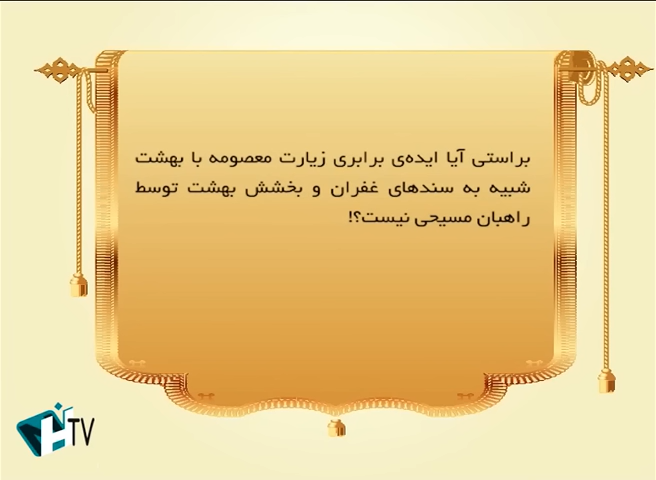 براستی آیا ایده‌ی برابری زیارت معصومه با بهشت
شبیه به سندهای غفران و بخشش بهشت توسط
راهبان مسیحی نیست؟!
TV